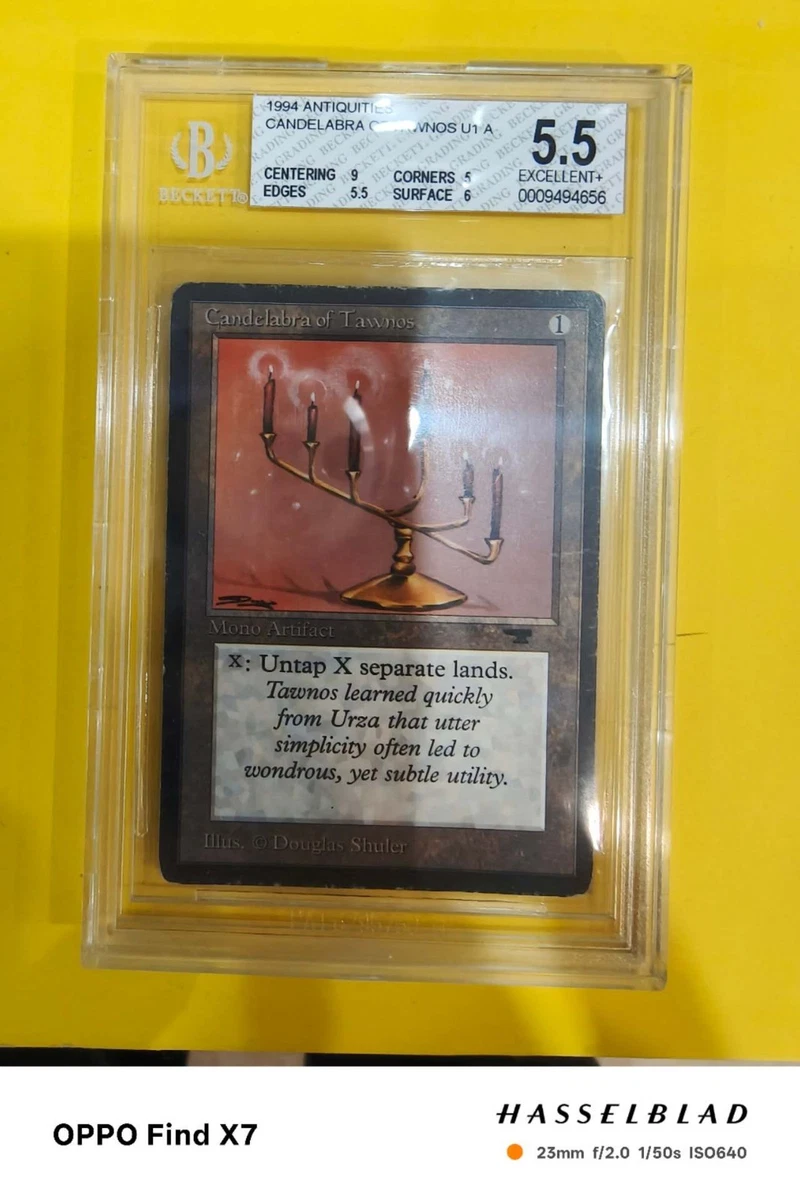 1994 ANTIQUITIES
CANDELABRA OF TAWNOS U1 A
5.5
CENTERING 9 CORNERS 5
EDGES 5.5 SURFACE 6
EXCELLENT+
0009494656
B
BECKETT®
Candelabra of Tawnos
1
Mono Artifact
X: Untap X separate lands.
Tawnos learned quickly
from Urza that utter
simplicity often led to
wondrous, yet subtle utility.
Illus. © Douglas Shuler
OPPO Find X7
HASSELBLAD
23mm f/2.0 1/50s ISO640